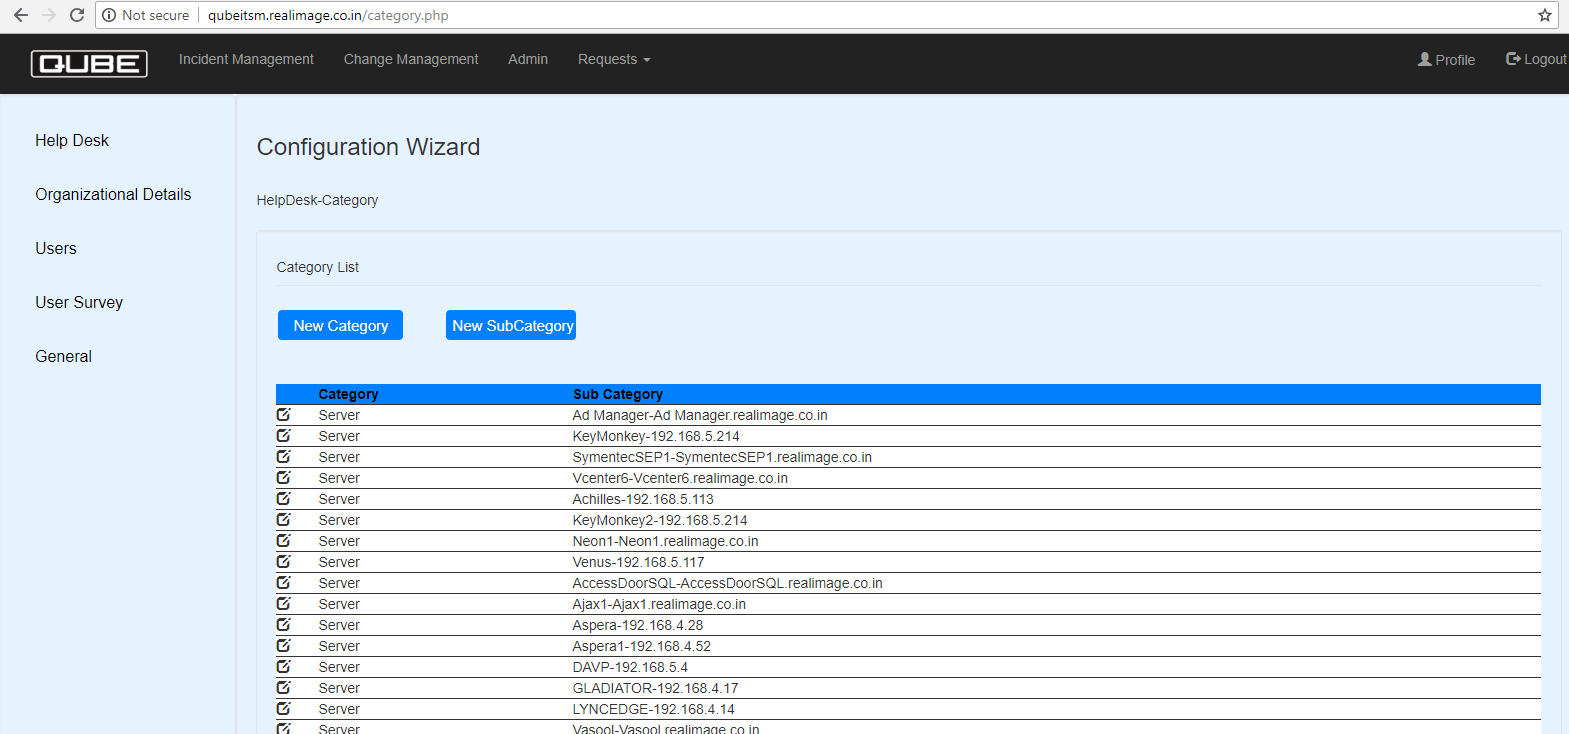 Not secure | qubeitsm.realimage.co.in/category.php
QUBE Incident Management Change Management Admin Requests Profile Logout
Help Desk
Organizational Details
Users
User Survey
General
Configuration Wizard
HelpDesk-Category
Category List
New Category New SubCategory
Category Sub Category
Server Ad Manager-Ad Manager.realimage.co.in
Server KeyMonkey-192.168.5.214
Server SymentecSEP1-SymentecSEP1.realimage.co.in
Server Vcenter6-Vcenter6.realimage.co.in
Server Achilles-192.168.5.113
Server KeyMonkey2-192.168.5.214
Server Neon1-Neon1.realimage.co.in
Server Venus-192.168.5.117
Server AccessDoorSQL-AccessDoorSQL.realimage.co.in
Server Ajax1-Ajax1.realimage.co.in
Server Aspera-192.168.4.28
Server Aspera1-192.168.4.52
Server DAVP-192.168.5.4
Server GLADIATOR-192.168.4.17
Server LYNCEDGE-192.168.4.14
Server Vasool-Vasool.realimage.co.in